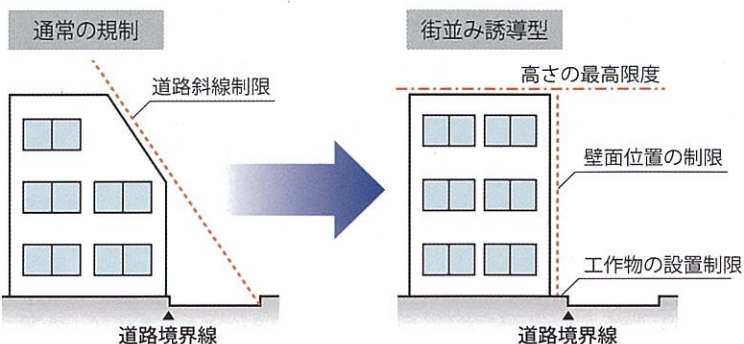 通常の規制
道路斜線制限
道路境界線
街並み誘導型
高さの最高限度
壁面位置の制限
工作物の設置制限
道路境界線